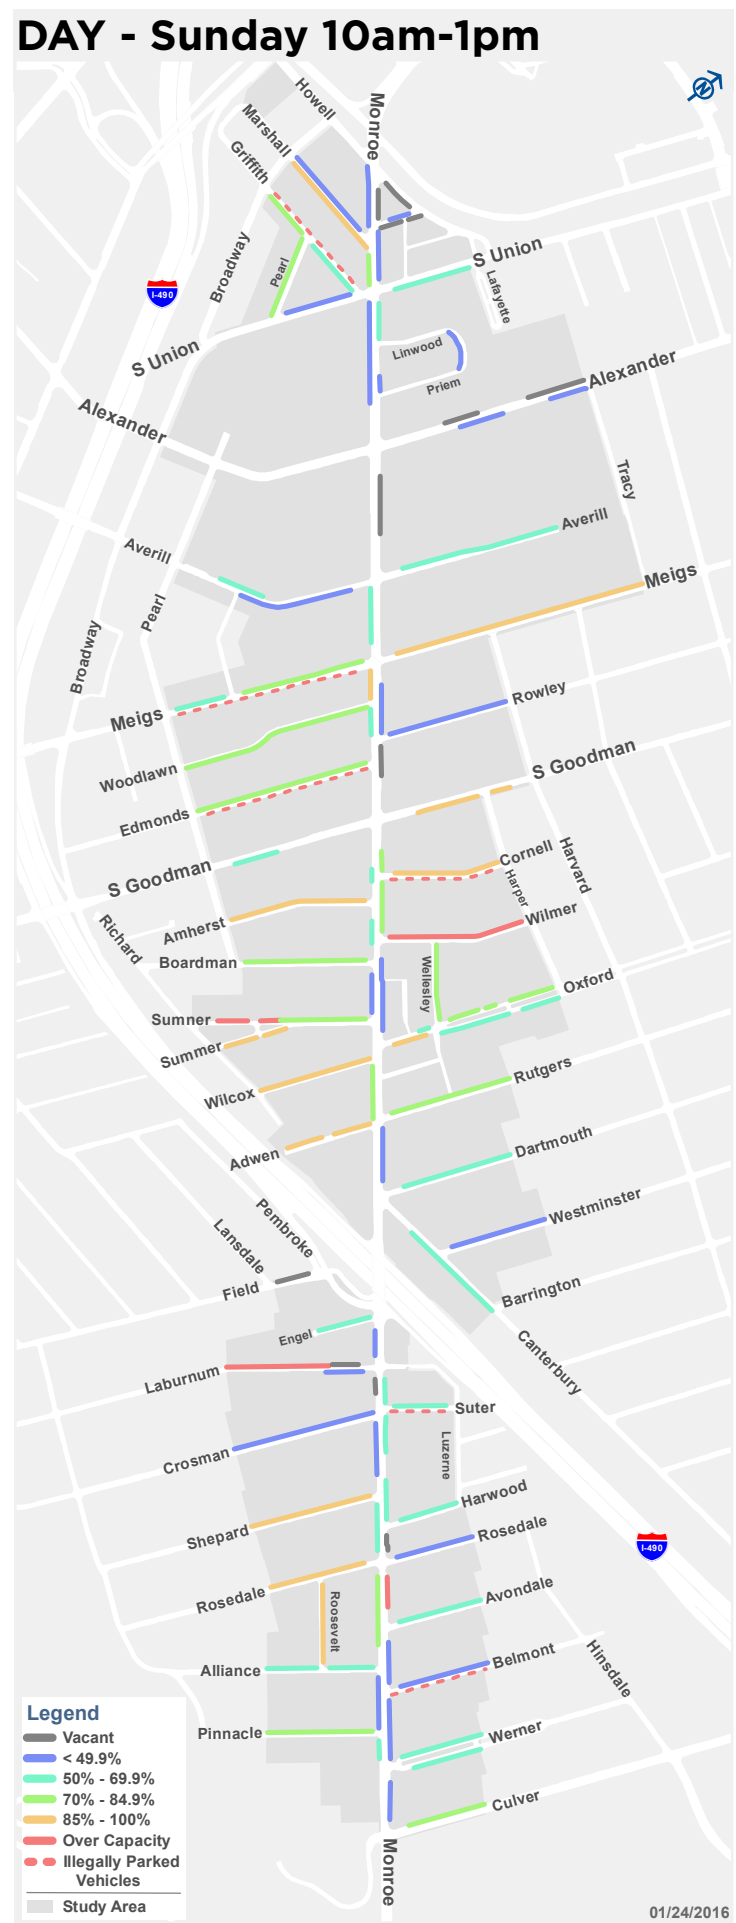 DAY - Sunday 10am-1pm
N
Howell
Monroe
Marshall
Griffith
Broadway
Pearl
S Union
Lafayette
I-490
S Union
Linwood
Priem
Alexander
Alexander
Tracy
Averill
Averill
Meigs
Pearl
Broadway
Rowley
Meigs
S Goodman
Woodlawn
Edmonds
Cornell
Harvard
S Goodman
Harper
Wilmer
Amherst
Richard
Boardman
Wellesley
Oxford
Sumner
Summer
Rutgers
Wilcox
Dartmouth
Adwen
Westminster
Pembroke
Lansdale
Field
Barrington
Engel
Canterbury
Laburnum
Suter
Luzerne
Crosman
Harwood
Shepard
Rosedale
I-490
Rosedale
Roosevelt
Avondale
Belmont
Hinsdale
Alliance
Pinnacle
Werner
Culver
Monroe
Legend
Vacant
< 49.9%
50% - 69.9%
70% - 84.9%
85% - 100%
Over Capacity
Illegally Parked
Vehicles
Study Area
01/24/2016